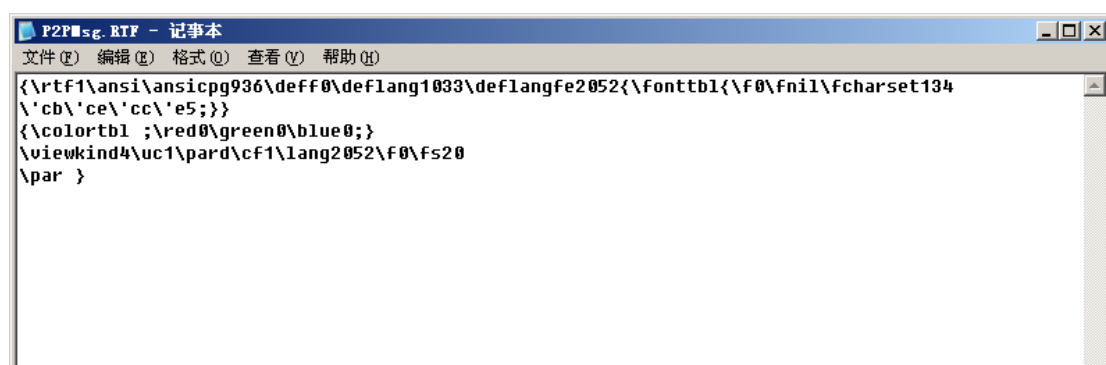 P2PMsg.RTF - 记事本
文件(F) 编辑(E) 格式(O) 查看(V) 帮助(H)
{\rtf1\ansi\ansicpg936\deff0\deflang1033\deflangfe2052{\fonttbl{\f0\fnil\fcharset134
\'cb\'ce\'cc\'e5;}}
{\colortbl ;\red0\green0\blue0;}
\viewkind4\uc1\pard\cf1\lang2052\f0\fs20
\par }